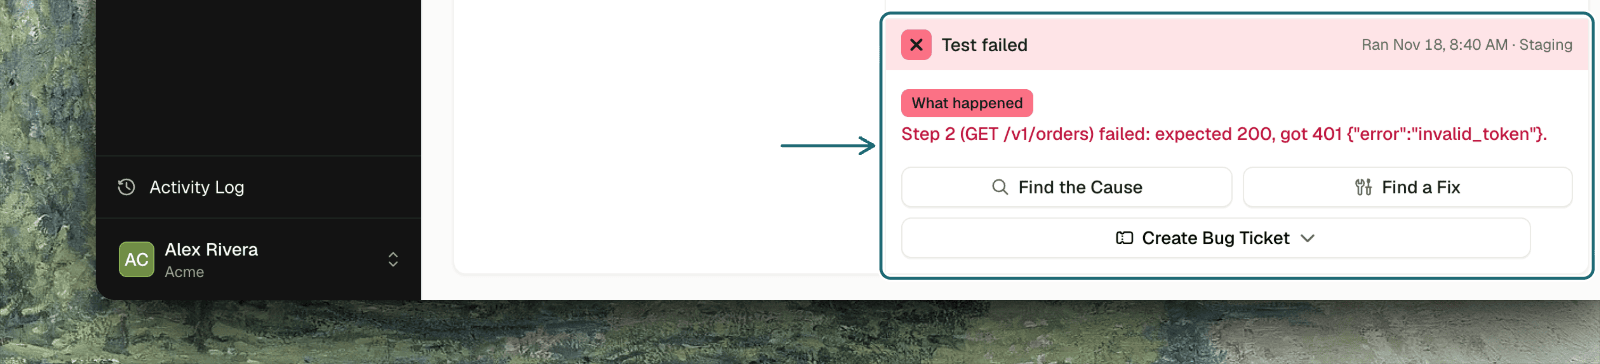 Test failed
Ran Nov 18, 8:40 AM · Staging
What happened
Step 2 (GET /v1/orders) failed: expected 200, got 401 {"error":"invalid_token"}.
Find the Cause
Find a Fix
Create Bug Ticket
Activity Log
AC
Alex Rivera
Acme